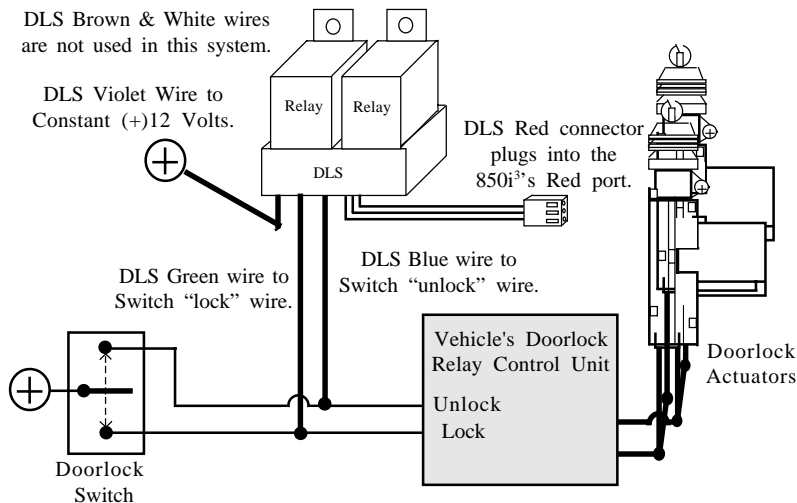 DLS Brown & White wires
are not used in this system.
DLS Violet Wire to
Constant (+)12 Volts.
Relay
Relay
DLS
DLS Red connector
plugs into the
850i³'s Red port.
DLS Green wire to
Switch “lock” wire.
DLS Blue wire to
Switch “unlock” wire.
Vehicle's Doorlock
Relay Control Unit
Unlock
Lock
Doorlock
Actuators
Doorlock
Switch